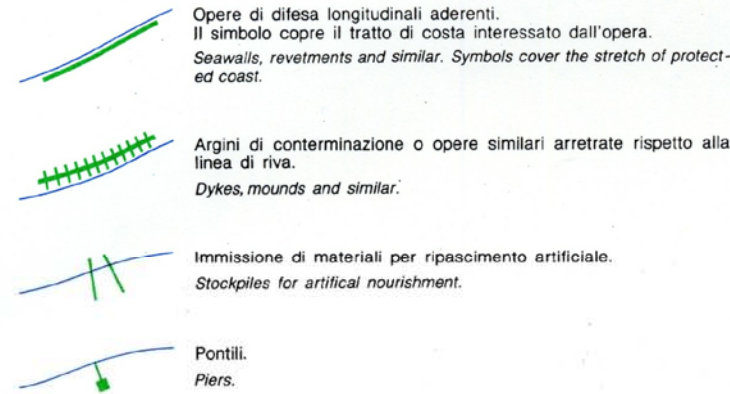 Opere di difesa longitudinali aderenti.
Il simbolo copre il tratto di costa interessato dall'opera.
Seawalls, revetments and similar. Symbols cover the stretch of protect-
ed coast.
Argini di conterminazione o opere similari arretrate rispetto alla
linea di riva.
Dykes, mounds and similar.
Immissione di materiali per ripascimento artificiale.
Stockpiles for artifical nourishment.
Pontili.
Piers.